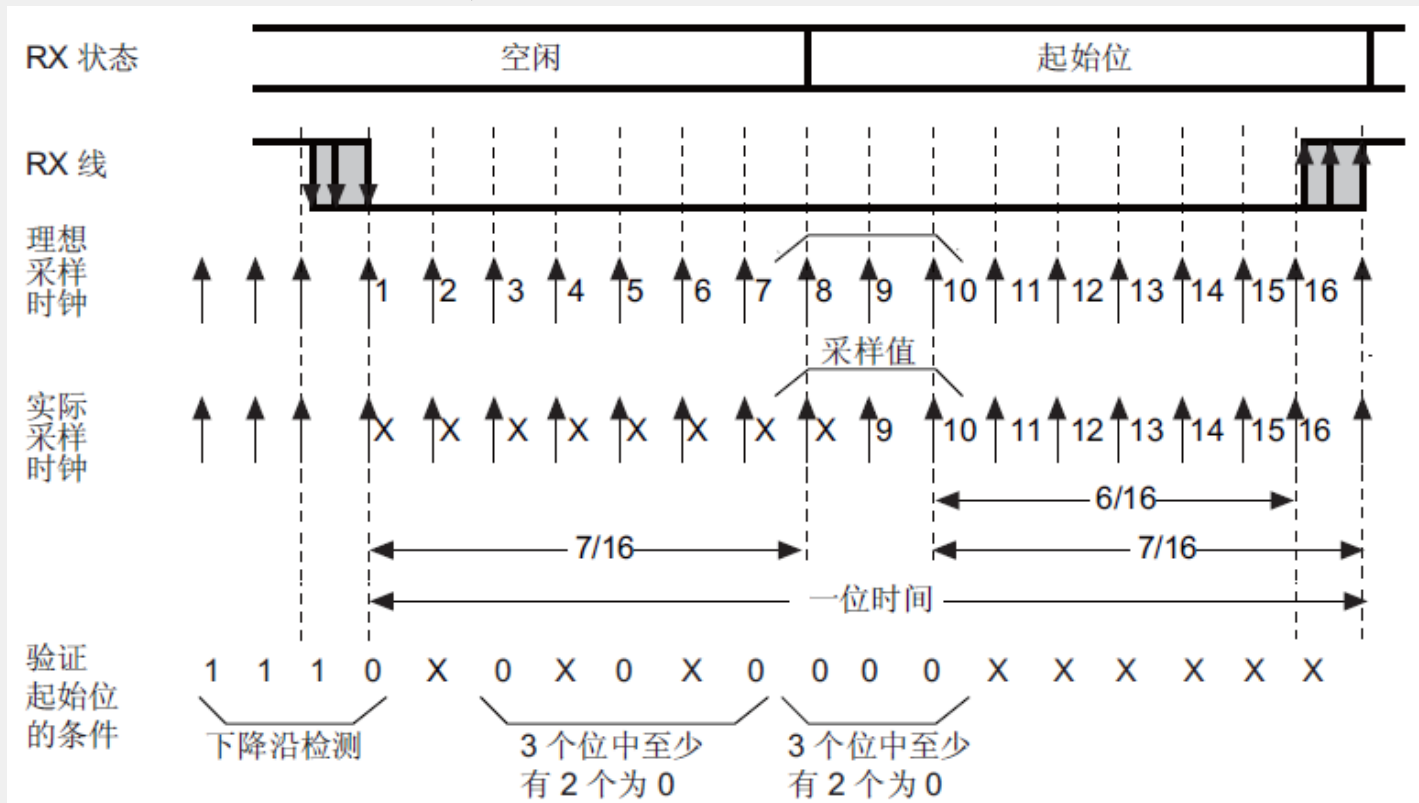 RX 状态
空闲
起始位
RX 线
理想
采样
时钟
1 2 3 4 5 6 7 8 9 10 11 12 13 14 15 16
采样值
实际
采样
时钟
X X X X X X X X 9 10 11 12 13 14 15 16
6/16
7/16
7/16
一位时间
验证
起始位
的条件
1 1 1 0 X 0 X 0 X 0 0 0 0 X X X X X X
下降沿检测
3 个位中至少
有 2 个为 0
3 个位中至少
有 2 个为 0